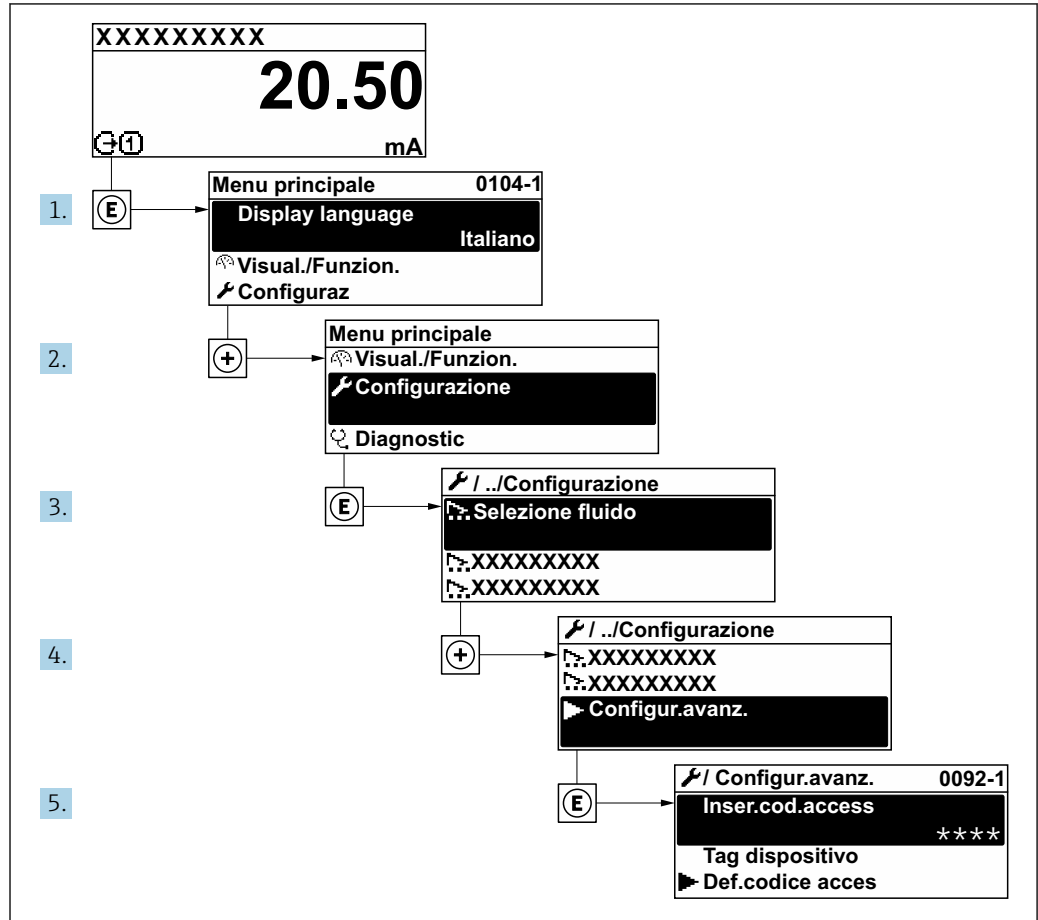 XXXXXXXXX
20.50
mA
1
1.
E
Menu principale 0104-1
Display language
Italiano
Visual./Funzion.
Configuraz
2.
+
Menu principale
Visual./Funzion.
Configurazione
Diagnostic
3.
E
/ ../Configurazione
Selezione fluido
XXXXXXXXX
XXXXXXXXX
4.
+
/ ../Configurazione
XXXXXXXXX
XXXXXXXXX
Configur.avanz.
5.
E
/ Configur.avanz. 0092-1
Inser.cod.access
****
Tag dispositivo
Def.codice acces